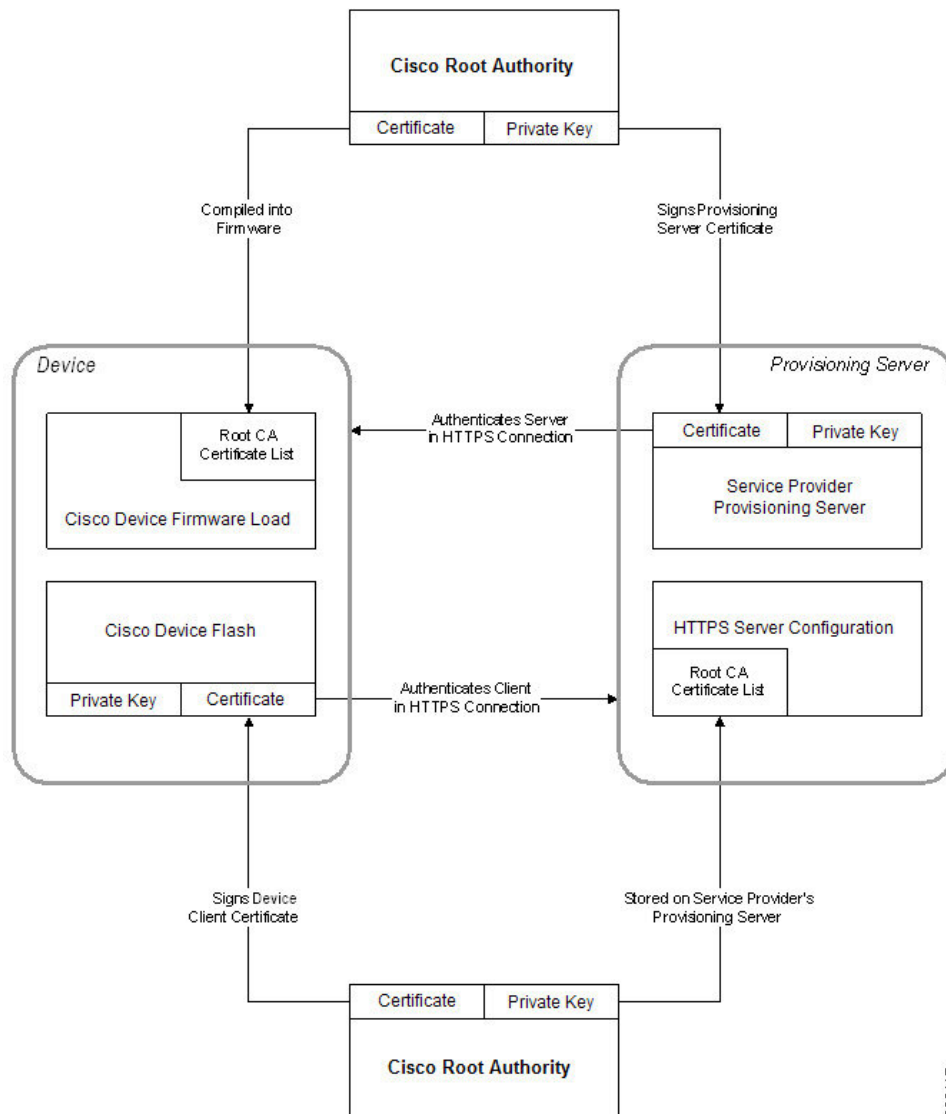 Cisco Root Authority
Certificate
Private Key
Compiled into
Firmware
Signs Provisioning
Server Certificate
Device
Provisioning Server
Root CA
Certificate List
Cisco Device Firmware Load
Authenticates Server
in HTTPS Connection
Certificate
Private Key
Service Provider
Provisioning Server
Cisco Device Flash
Private Key
Certificate
Authenticates Client
in HTTPS Connection
HTTPS Server Configuration
Root CA
Certificate List
Signs Device
Client Certificate
Stored on Service Provider's
Provisioning Server
Certificate
Private Key
Cisco Root Authority